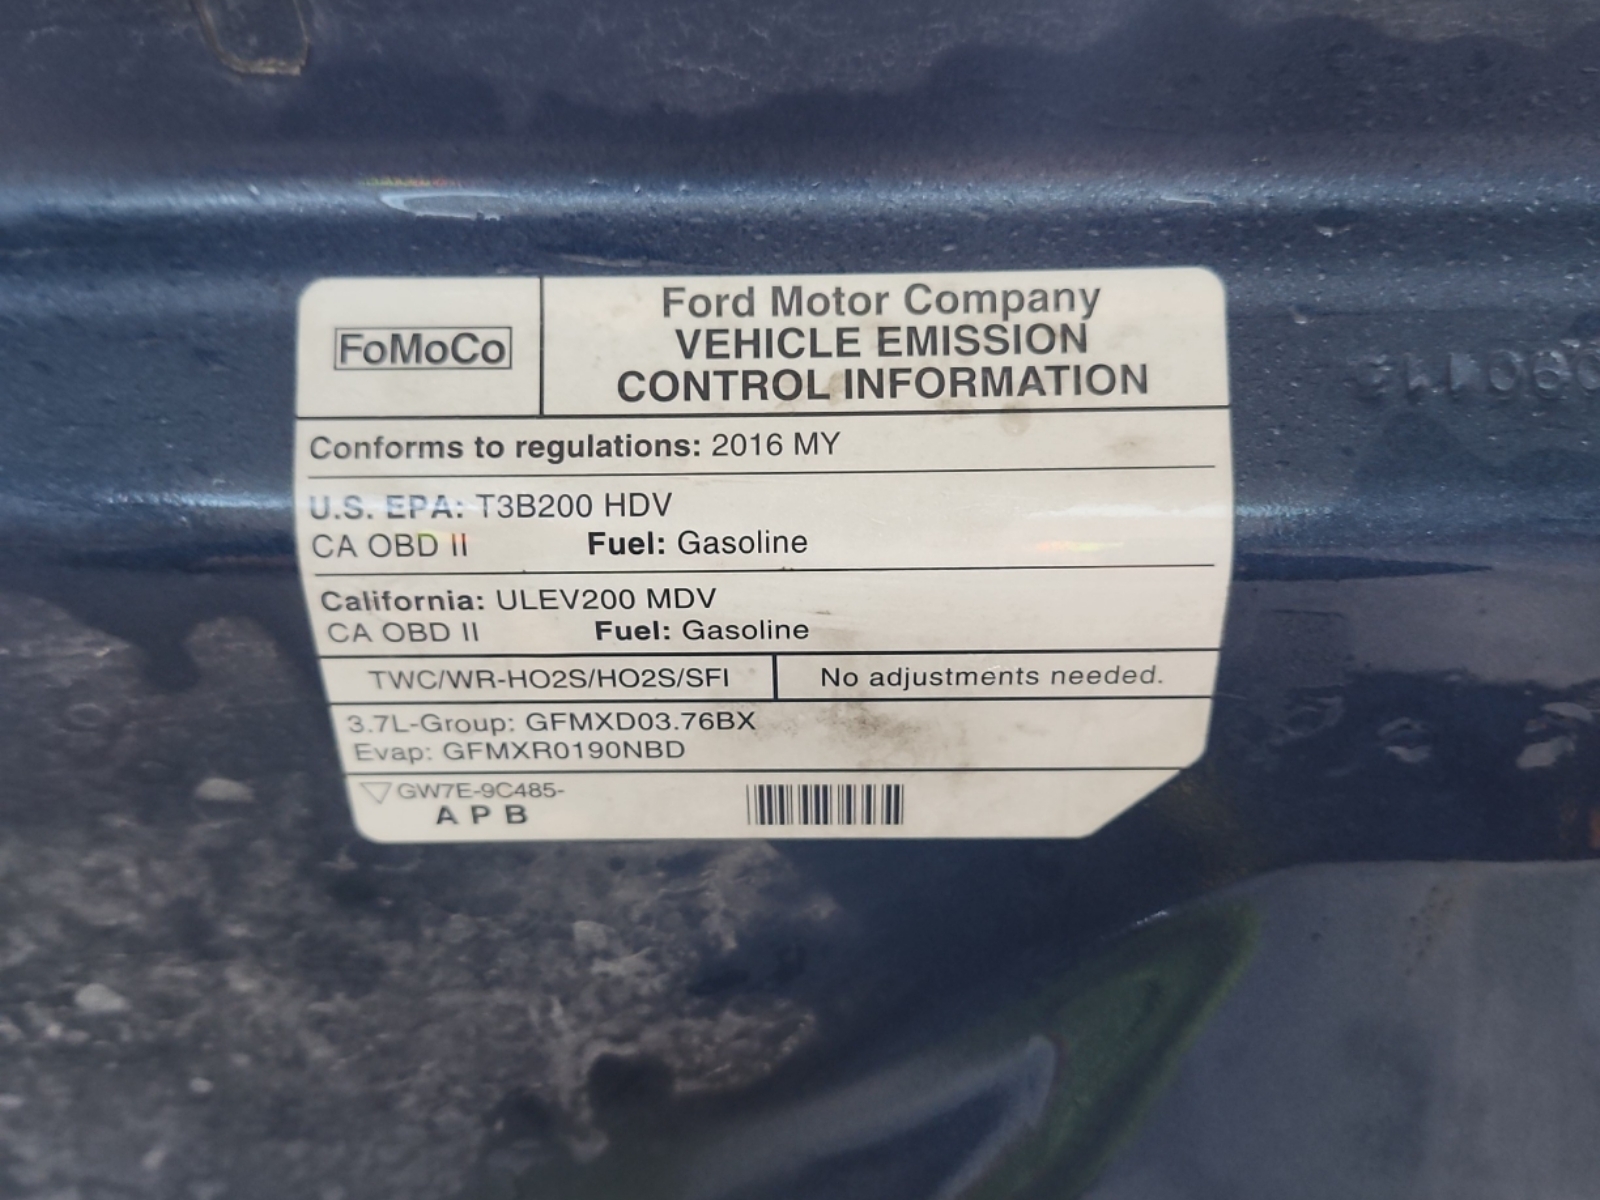 FoMoCo
Ford Motor Company
VEHICLE EMISSION
CONTROL INFORMATION
Conforms to regulations: 2016 MY
U.S. EPA: T3B200 HDV
CA OBD II Fuel: Gasoline
California: ULEV200 MDV
CA OBD II Fuel: Gasoline
TWC/WR-HO2S/HO2S/SFI No adjustments needed.
3.7L-Group: GFMXD03.76BX
Evap: GFMXR0190NBD
GW7E-9C485-
A P B